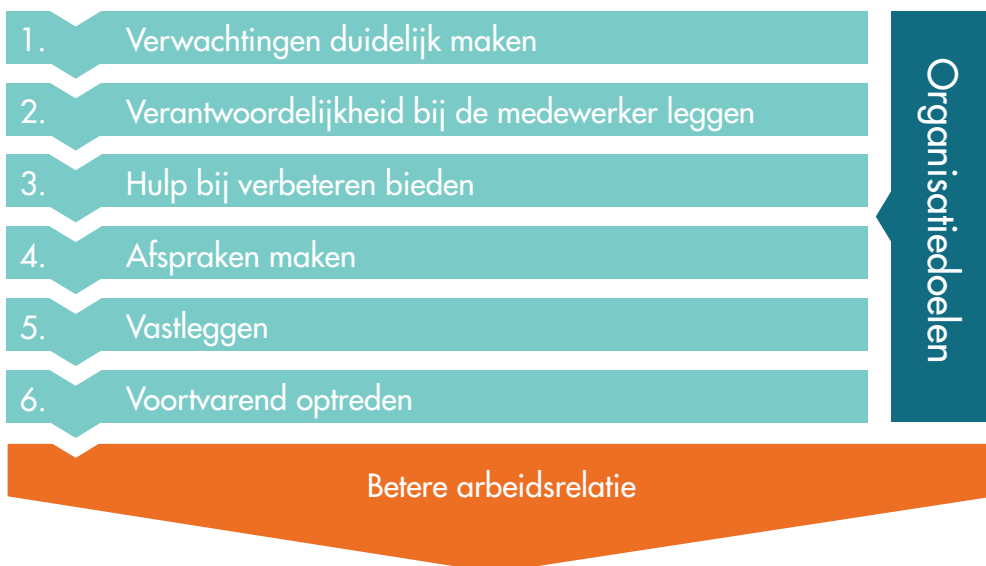 1. Verwachtingen duidelijk maken
2. Verantwoordelijkheid bij de medewerker leggen
3. Hulp bij verbeteren bieden
4. Afspraken maken
5. Vastleggen
6. Voortvarend optreden
Organisatiedoelen
Betere arbeidsrelatie